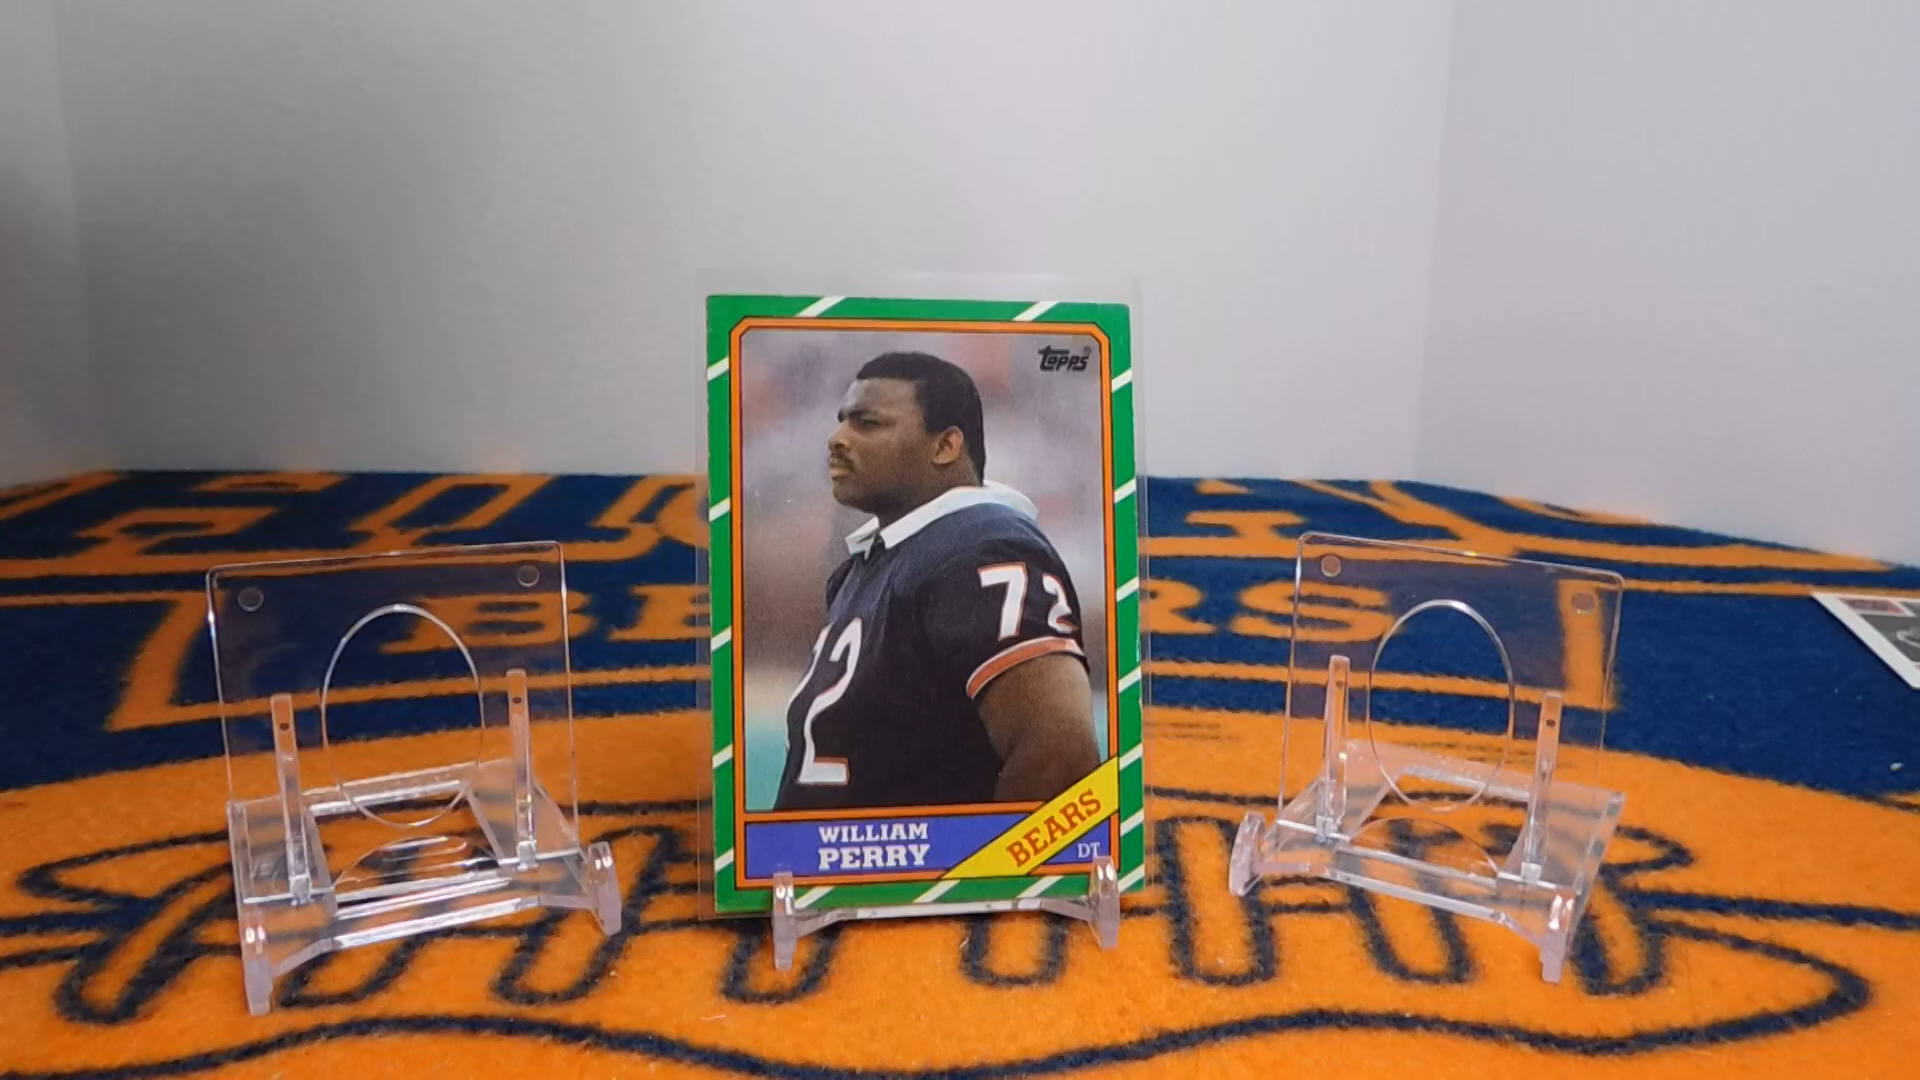 topps
72
72
WILLIAM
PERRY
BEARS
DT
BEARS